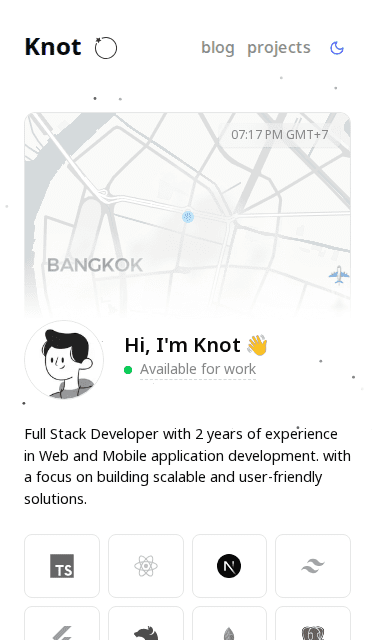 Knot
blog projects
07:17 PM GMT+7
BANGKOK
Hi, I'm Knot 👋
Available for work
Full Stack Developer with 2 years of experience
in Web and Mobile application development. with
a focus on building scalable and user-friendly
solutions.
TS
N